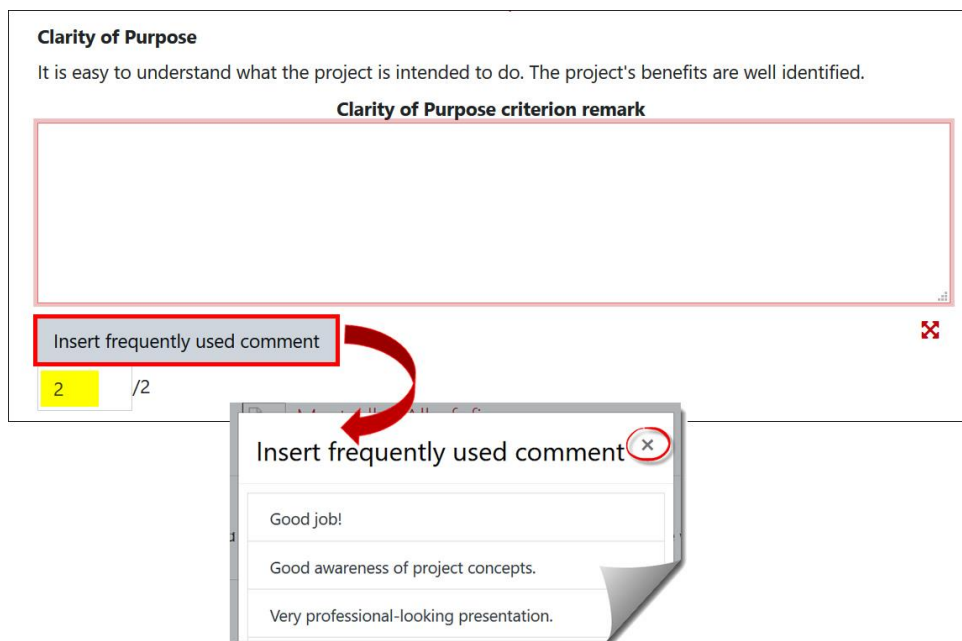 Clarity of Purpose
It is easy to understand what the project is intended to do. The project's benefits are well identified.
Clarity of Purpose criterion remark
Insert frequently used comment
2 /2
Insert frequently used comment
Good job!
Good awareness of project concepts.
Very professional-looking presentation.